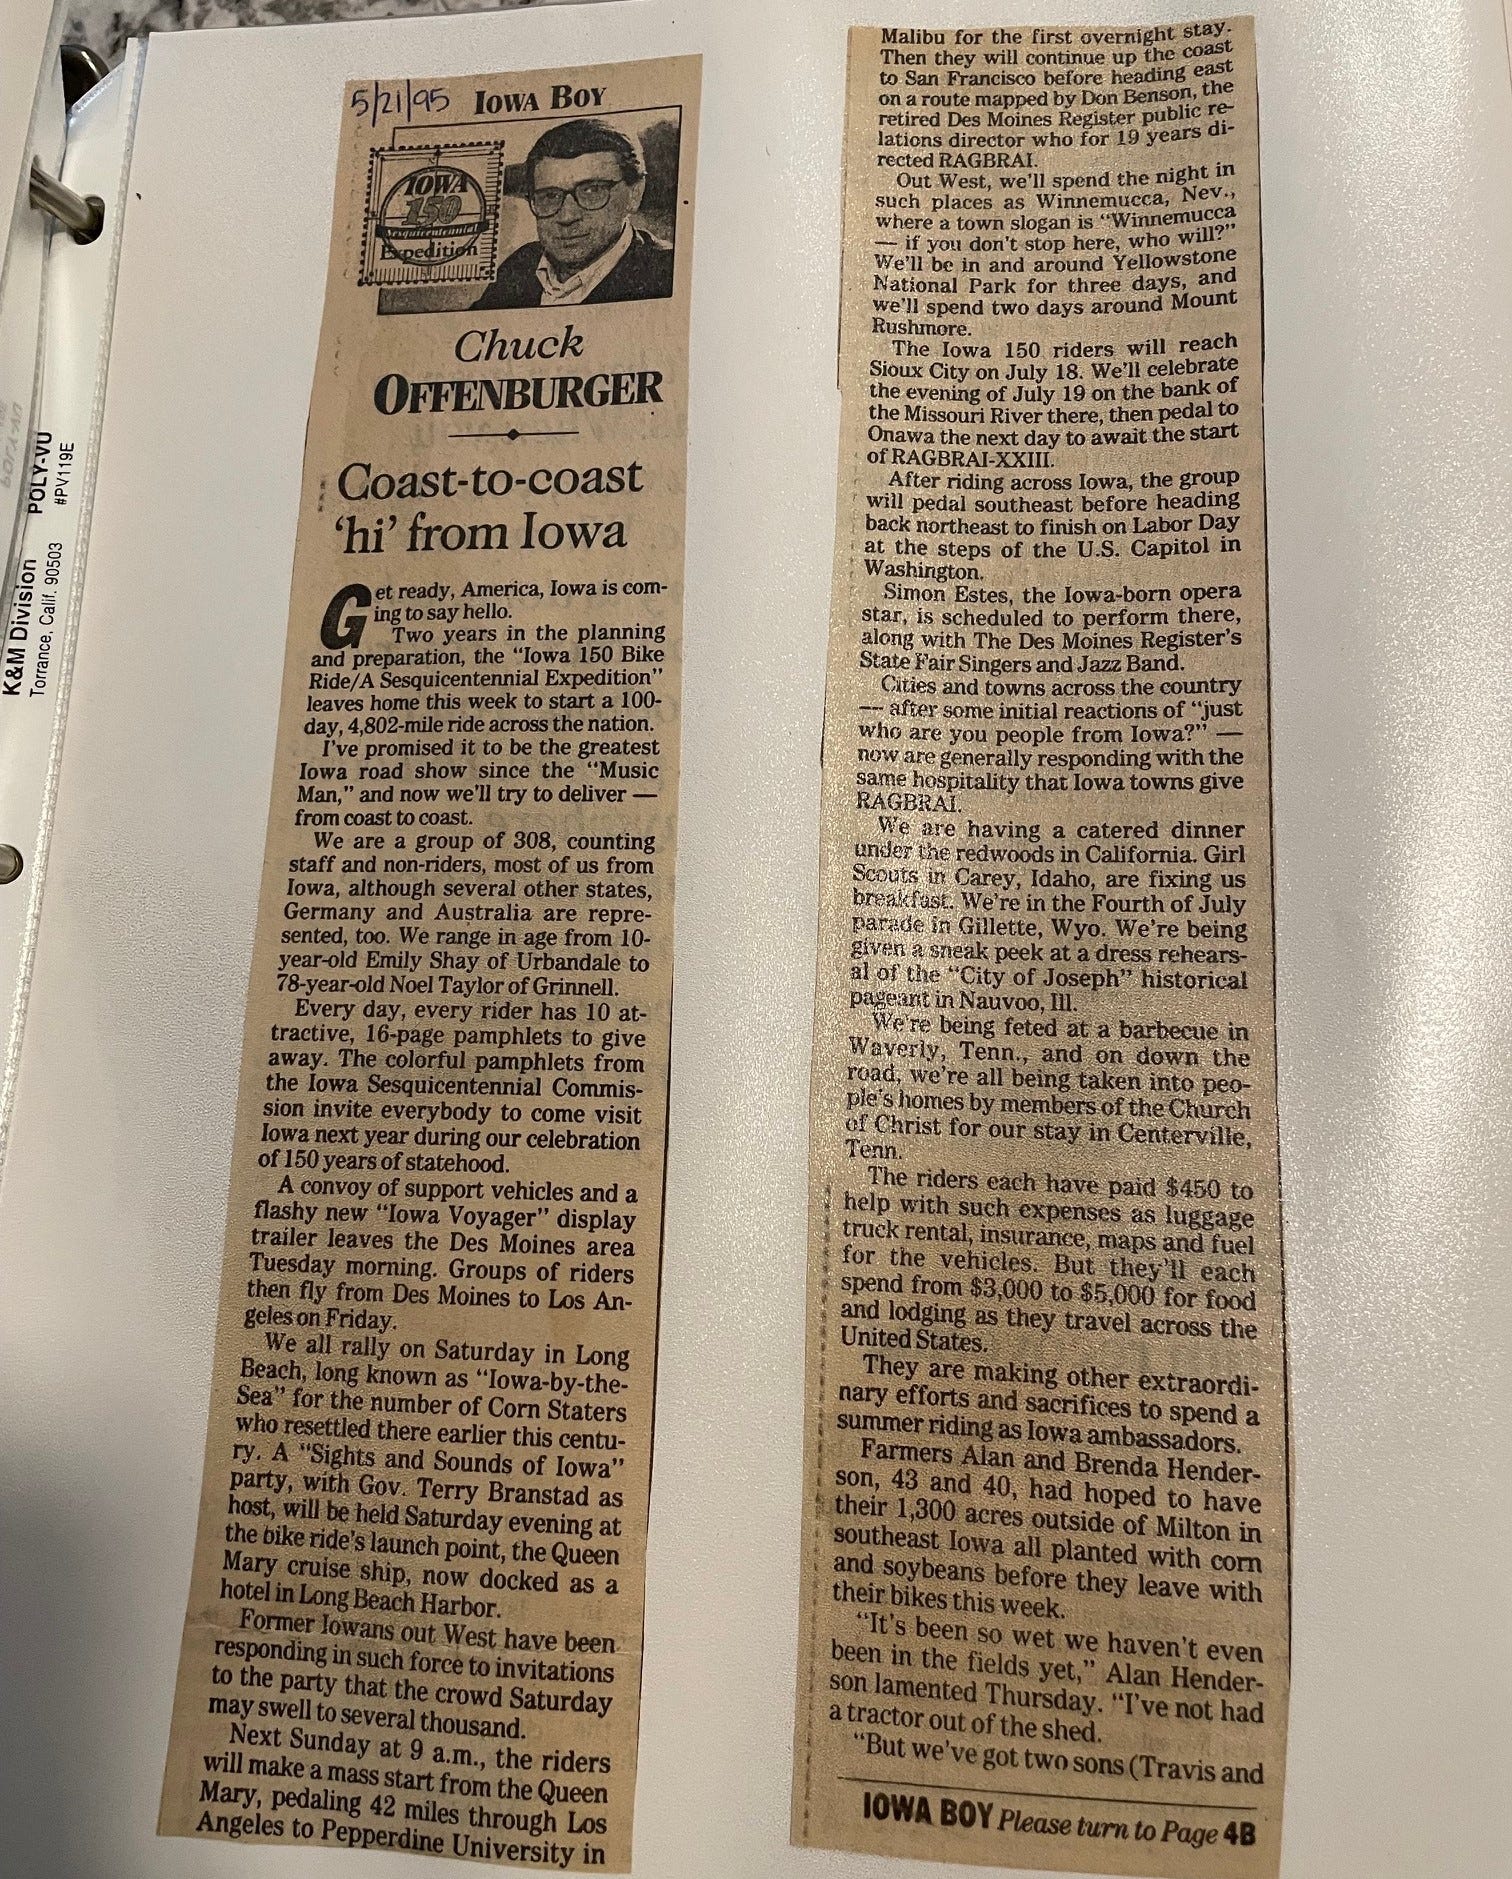 K&M Division
Torrance, Calif. 90503
POLY-VU
#PV119E
5/21/95
IOWA BOY
IOWA
150
Sesquicentennial
Expedition
Chuck
OFFENBURGER
Coast-to-coast
‘hi’ from Iowa
Get ready, America, Iowa is com-
ing to say hello.
Two years in the planning
and preparation, the “Iowa 150 Bike
Ride/A Sesquicentennial Expedition”
leaves home this week to start a 100-
day, 4,802-mile ride across the nation.
I've promised it to be the greatest
Iowa road show since the “Music
Man,” and now we'll try to deliver —
from coast to coast.
We are a group of 308, counting
staff and non-riders, most of us from
Iowa, although several other states,
Germany and Australia are repre-
sented, too. We range in age from 10-
year-old Emily Shay of Urbandale to
78-year-old Noel Taylor of Grinnell.
Every day, every rider has 10 at-
tractive, 16-page pamphlets to give
away. The colorful pamphlets from
the Iowa Sesquicentennial Commis-
sion invite everybody to come visit
Iowa next year during our celebration
of 150 years of statehood.
A convoy of support vehicles and a
flashy new “Iowa Voyager” display
trailer leaves the Des Moines area
Tuesday morning. Groups of riders
then fly from Des Moines to Los An-
geles on Friday.
We all rally on Saturday in Long
Beach, long known as “Iowa-by-the-
Sea” for the number of Corn Staters
who resettled there earlier this centu-
ry. A “Sights and Sounds of Iowa”
party, with Gov. Terry Branstad as
host, will be held Saturday evening at
the bike ride's launch point, the Queen
Mary cruise ship, now docked as a
hotel in Long Beach Harbor.
Former Iowans out West have been
responding in such force to invitations
to the party that the crowd Saturday
may swell to several thousand.
Next Sunday at 9 a.m., the riders
will make a mass start from the Queen
Mary, pedaling 42 miles through Los
Angeles to Pepperdine University in
Malibu for the first overnight stay.
Then they will continue up the coast
to San Francisco before heading east
on a route mapped by Don Benson, the
retired Des Moines Register public re-
lations director who for 19 years di-
rected RAGBRAI.
Out West, we'll spend the night in
such places as Winnemucca, Nev.,
where a town slogan is “Winnemucca
— if you don't stop here, who will?”
We'll be in and around Yellowstone
National Park for three days, and
we'll spend two days around Mount
Rushmore.
The Iowa 150 riders will reach
Sioux City on July 18. We'll celebrate
the evening of July 19 on the bank of
the Missouri River there, then pedal to
Onawa the next day to await the start
of RAGBRAI-XXIII.
After riding across Iowa, the group
will pedal southeast before heading
back northeast to finish on Labor Day
at the steps of the U.S. Capitol in
Washington.
Simon Estes, the Iowa-born opera
star, is scheduled to perform there,
along with The Des Moines Register's
State Fair Singers and Jazz Band.
Cities and towns across the country
— after some initial reactions of “just
who are you people from Iowa?” —
now are generally responding with the
same hospitality that Iowa towns give
RAGBRAI.
We are having a catered dinner
under the redwoods in California. Girl
Scouts in Carey, Idaho, are fixing us
breakfast. We're in the Fourth of July
parade in Gillette, Wyo. We're being
given a sneak peek at a dress rehears-
al of the “City of Joseph” historical
pageant in Nauvoo, Ill.
We're being feted at a barbecue in
Waverly, Tenn., and on down the
road, we're all being taken into peo-
ple's homes by members of the Church
of Christ for our stay in Centerville,
Tenn.
The riders each have paid $450 to
help with such expenses as luggage
truck rental, insurance, maps and fuel
for the vehicles. But they'll each
spend from $3,000 to $5,000 for food
and lodging as they travel across the
United States.
They are making other extraordi-
nary efforts and sacrifices to spend a
summer riding as Iowa ambassadors.
Farmers Alan and Brenda Hender-
son, 43 and 40, had hoped to have
their 1,300 acres outside of Milton in
southeast Iowa all planted with corn
and soybeans before they leave with
their bikes this week.
“It's been so wet we haven't even
been in the fields yet,” Alan Hender-
son lamented Thursday. “I've not had
a tractor out of the shed.
“But we've got two sons (Travis and
IOWA BOY Please turn to Page 4B